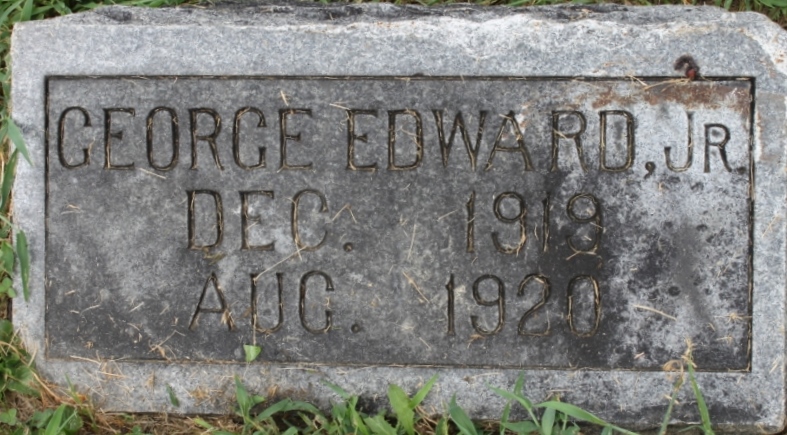 GEORGE EDWARD, JR.
DEC. 1919
AUG. 1920